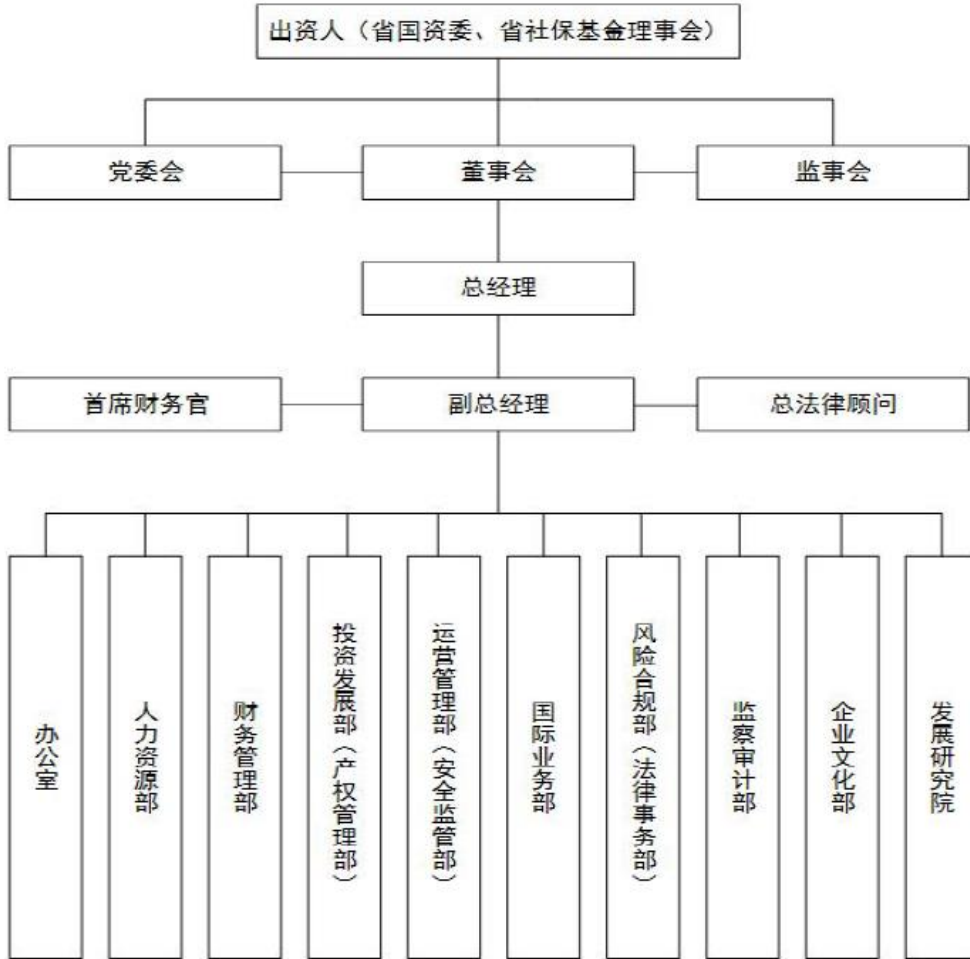 出资人（省国资委、省社保基金理事会）
党委会
董事会
监事会
总经理
首席财务官
副总经理
总法律顾问
办公室
人力资源部
财务管理部
投资发展部（产权管理部）
运营管理部（安全监管部）
国际业务部
风险合规部（法律事务部）
监察审计部
企业文化部
发展研究院